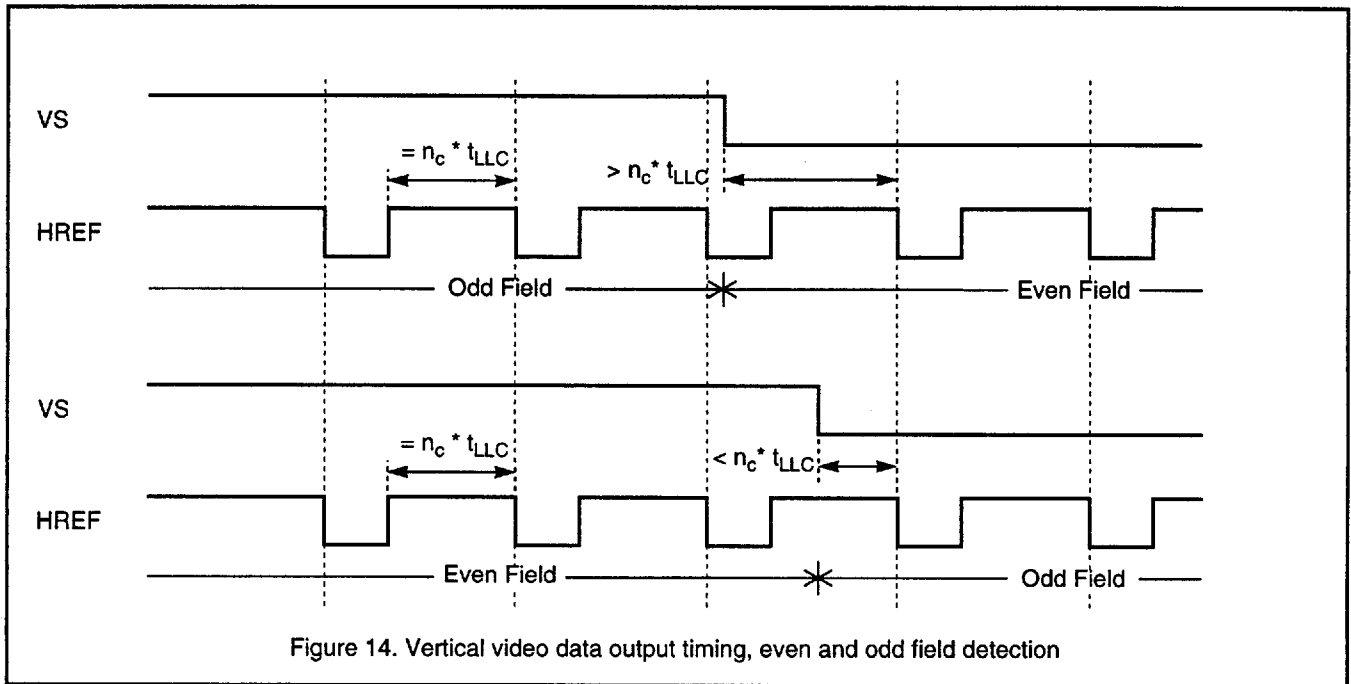 VS
= n_c * t_LLC
> n_c* t_LLC
HREF
Odd Field
Even Field
VS
= n_c * t_LLC
< n_c* t_LLC
HREF
Even Field
Odd Field
Figure 14. Vertical video data output timing, even and odd field detection